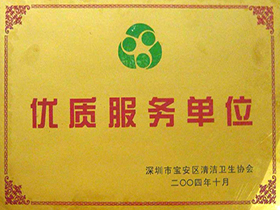 优质服务单位
深圳市宝安区清洁卫生协会
二〇〇四年十月